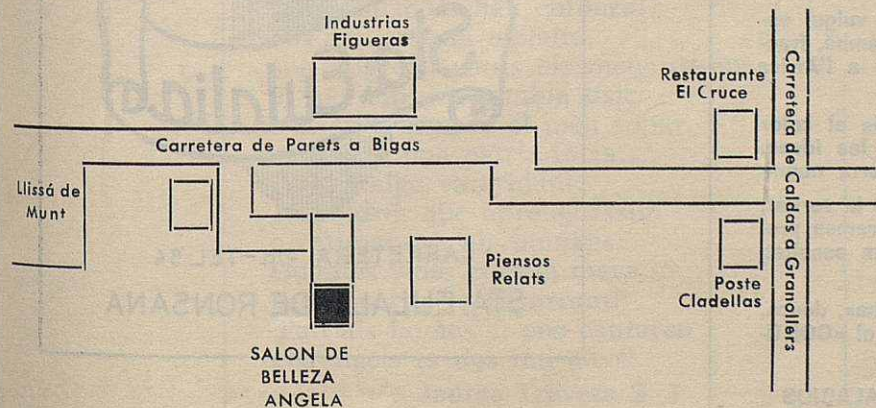 Industrias
Figueras
Restaurante
El Cruce
Carretera de Caldas a Granollers
Carretera de Parets a Bigas
Llissá de
Munt
Piensos
Relats
Poste
Cladellas
SALON DE
BELLEZA
ANGELA